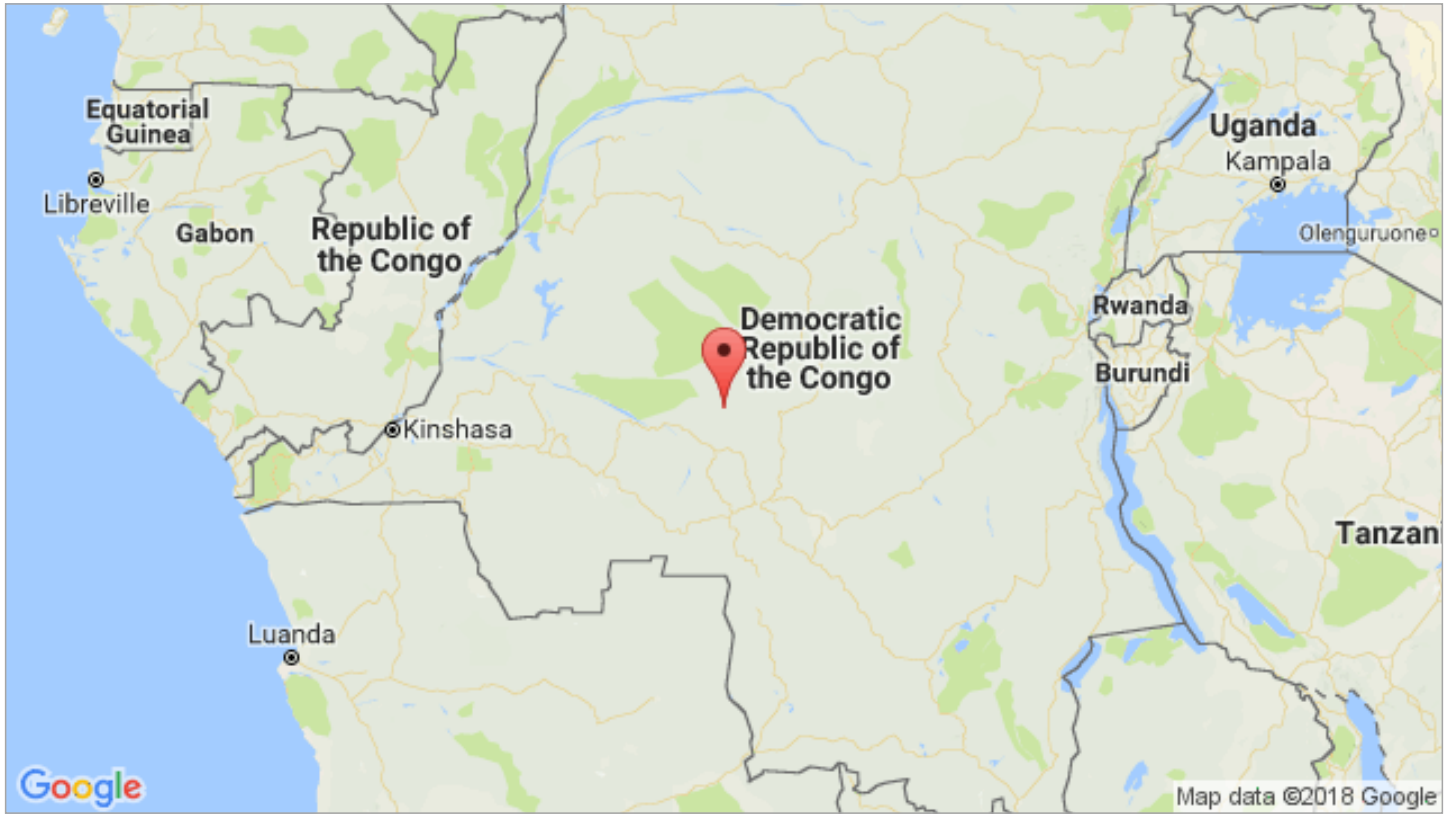 Equatorial
Guinea
Uganda
Kampala
Libreville
Gabon
Republic of
the Congo
Olenguruone
Rwanda
Democratic
Republic of
the Congo
Burundi
Kinshasa
Tanzani
Luanda
Google
Map data ©2018 Google